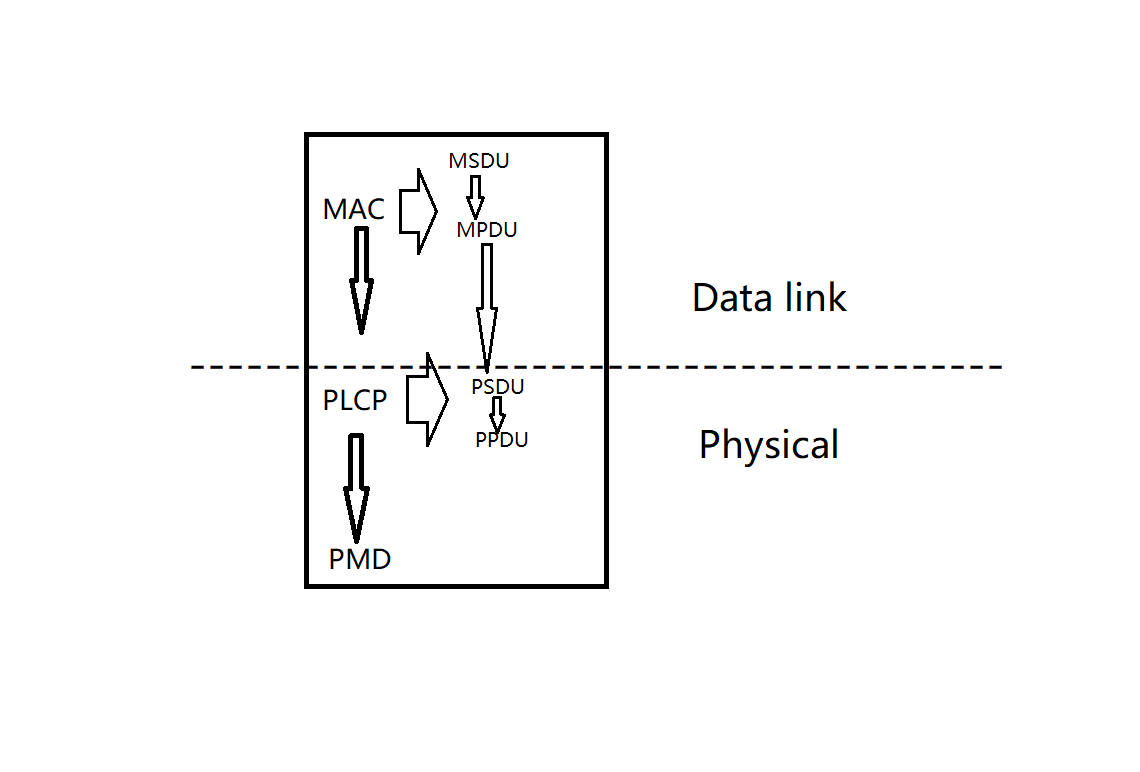 MSDU
MAC
MPDU
Data link
PSDU
PLCP
PPDU
Physical
PMD